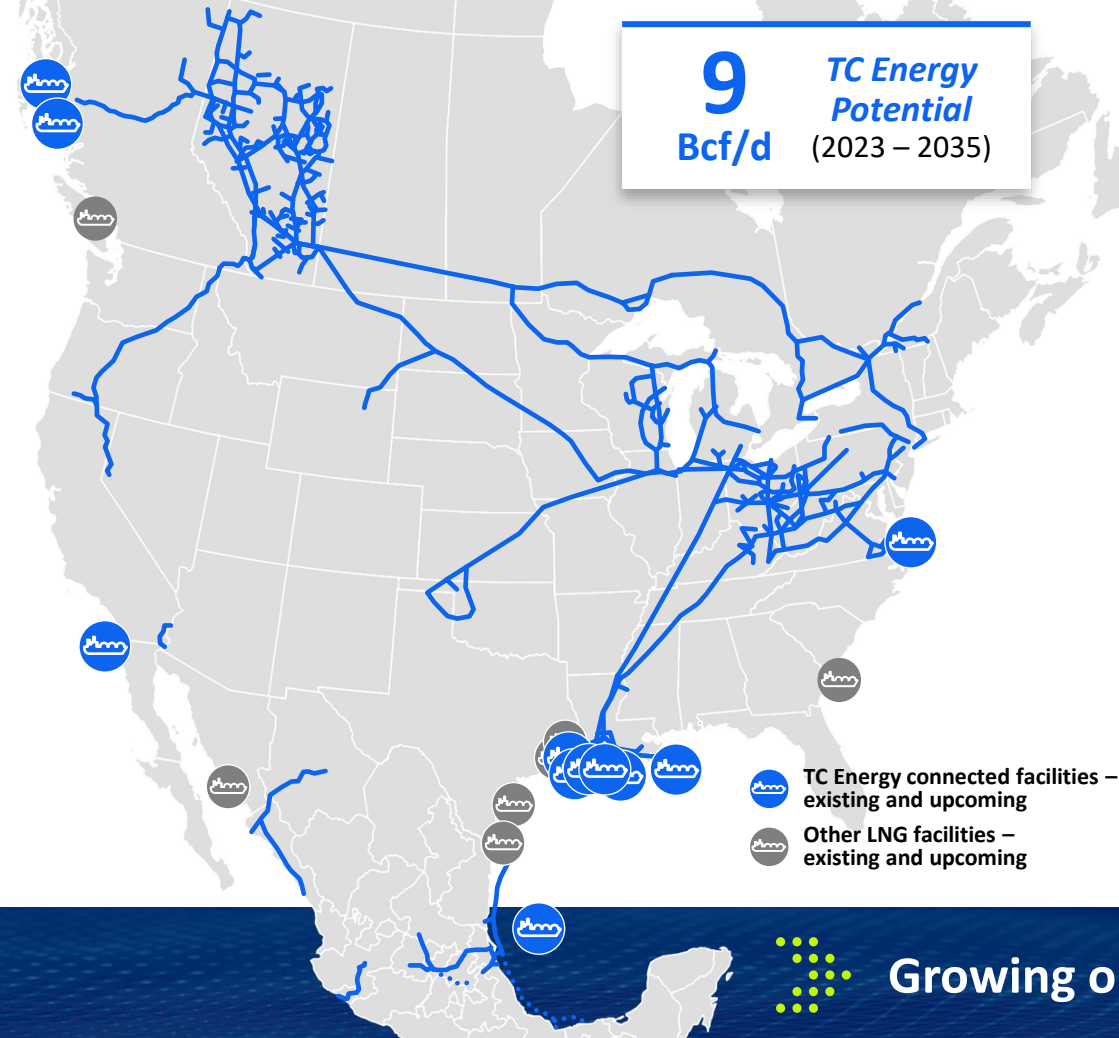 9
Bcf/d
TC Energy
Potential
(2023 – 2035)
TC Energy connected facilities –
existing and upcoming
Other LNG facilities –
existing and upcoming
Growing o